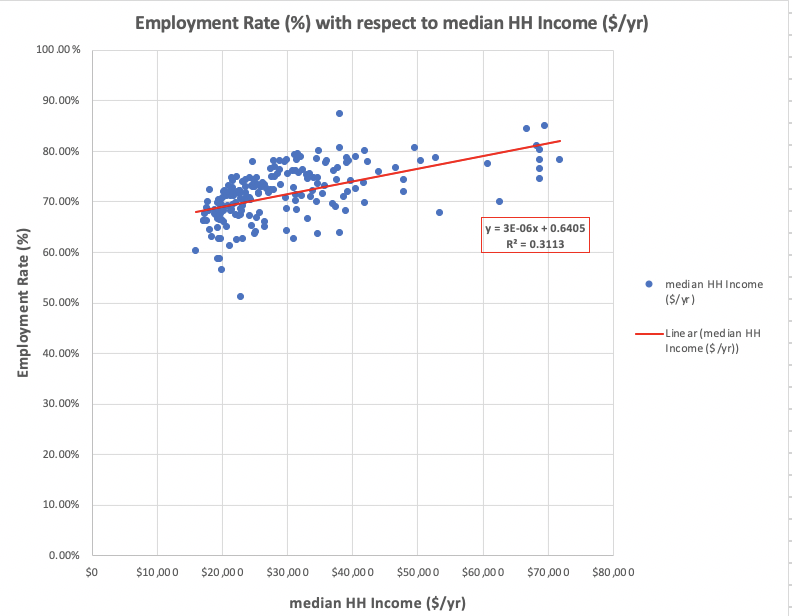 Employment Rate (%) with respect to median HH Income ($/yr)
100.00%
90.00%
80.00%
70.00%
60.00%
50.00%
40.00%
30.00%
20.00%
10.00%
0.00%
Employment Rate (%)
y = 3E-06x + 0.6405
R² = 0.3113
median HH Income
($/yr)
Linear (median HH
Income ($/yr))
$0 $10,000 $20,000 $30,000 $40,000 $50,000 $60,000 $70,000 $80,000
median HH Income ($/yr)